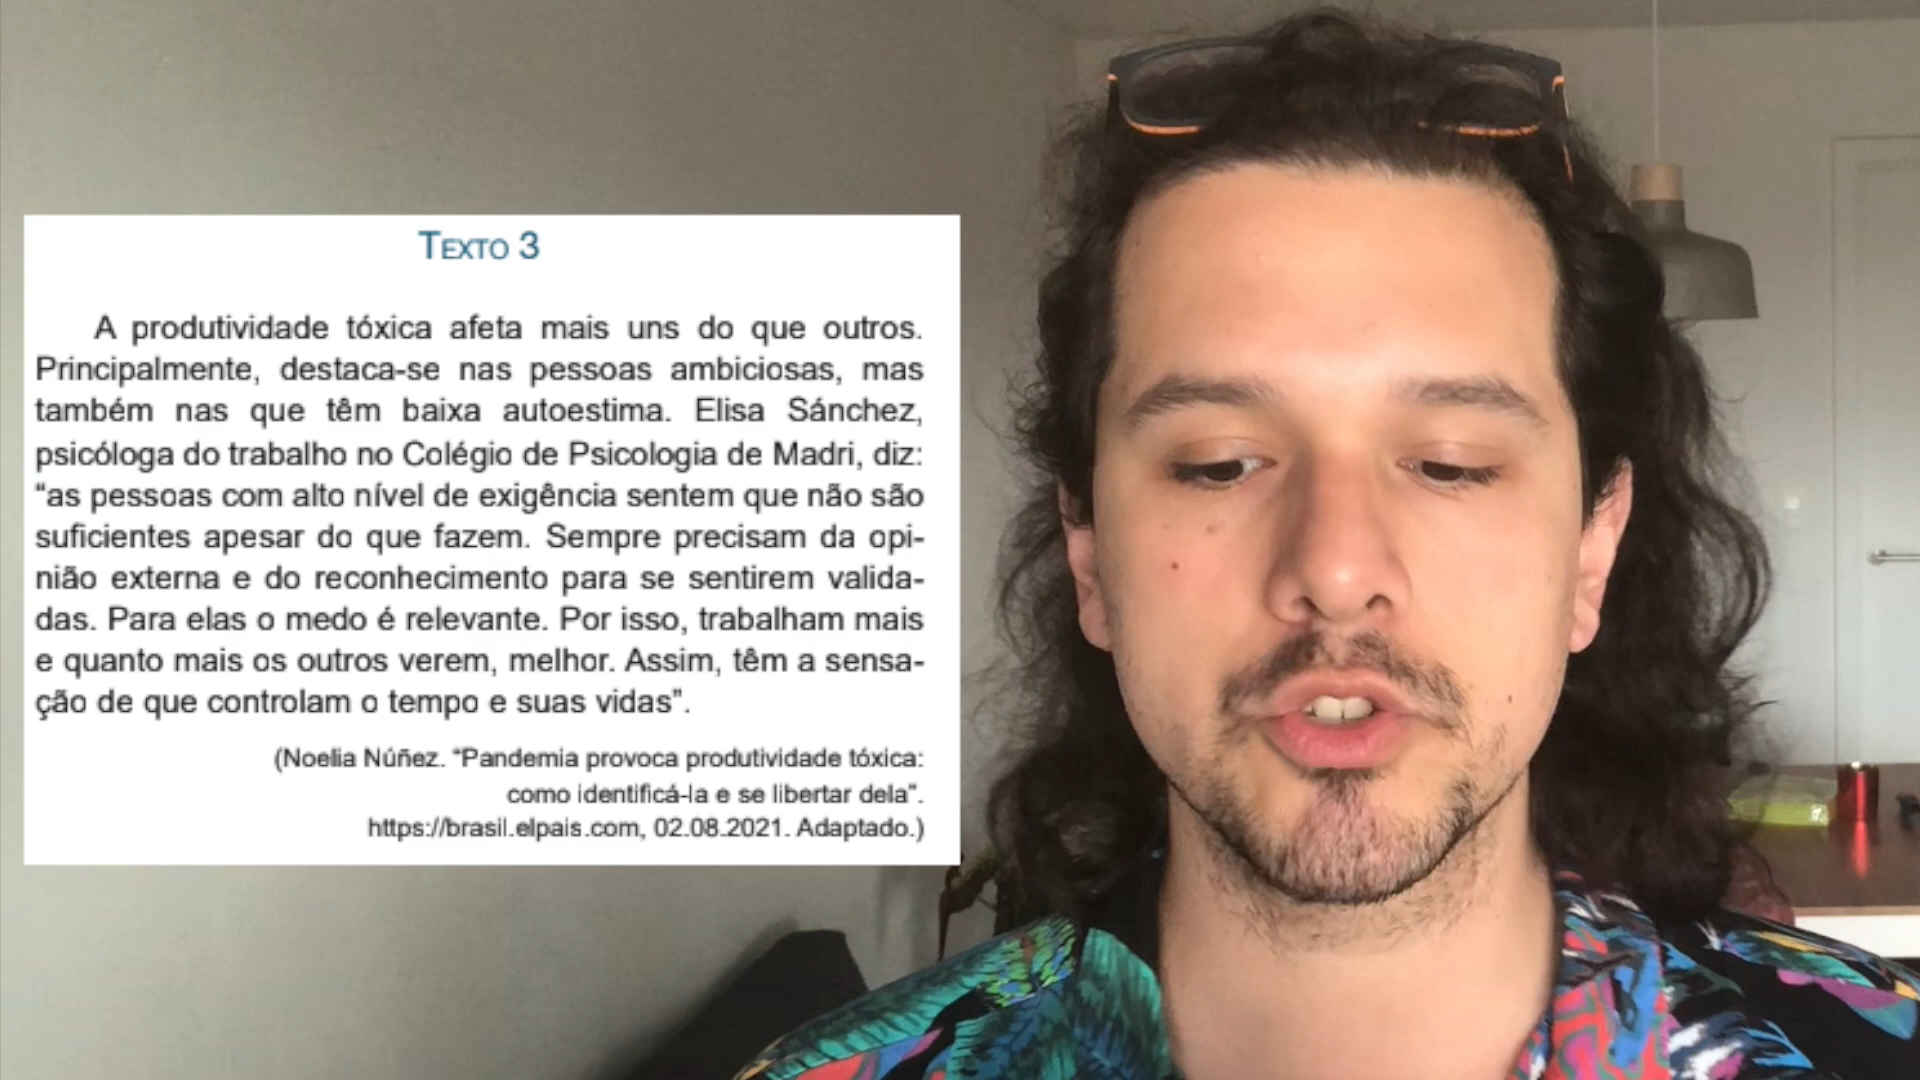 TEXTO 3
A produtividade tóxica afeta mais uns do que outros.
Principalmente, destaca-se nas pessoas ambiciosas, mas
também nas que têm baixa autoestima. Elisa Sánchez,
psicóloga do trabalho no Colégio de Psicologia de Madri, diz:
“as pessoas com alto nível de exigência sentem que não são
suficientes apesar do que fazem. Sempre precisam da opi-
nião externa e do reconhecimento para se sentirem valida-
das. Para elas o medo é relevante. Por isso, trabalham mais
e quanto mais os outros verem, melhor. Assim, têm a sensa-
ção de que controlam o tempo e suas vidas”.
(Noelia Núñez. “Pandemia provoca produtividade tóxica:
como identificá-la e se libertar dela”.
https://brasil.elpais.com, 02.08.2021. Adaptado.)